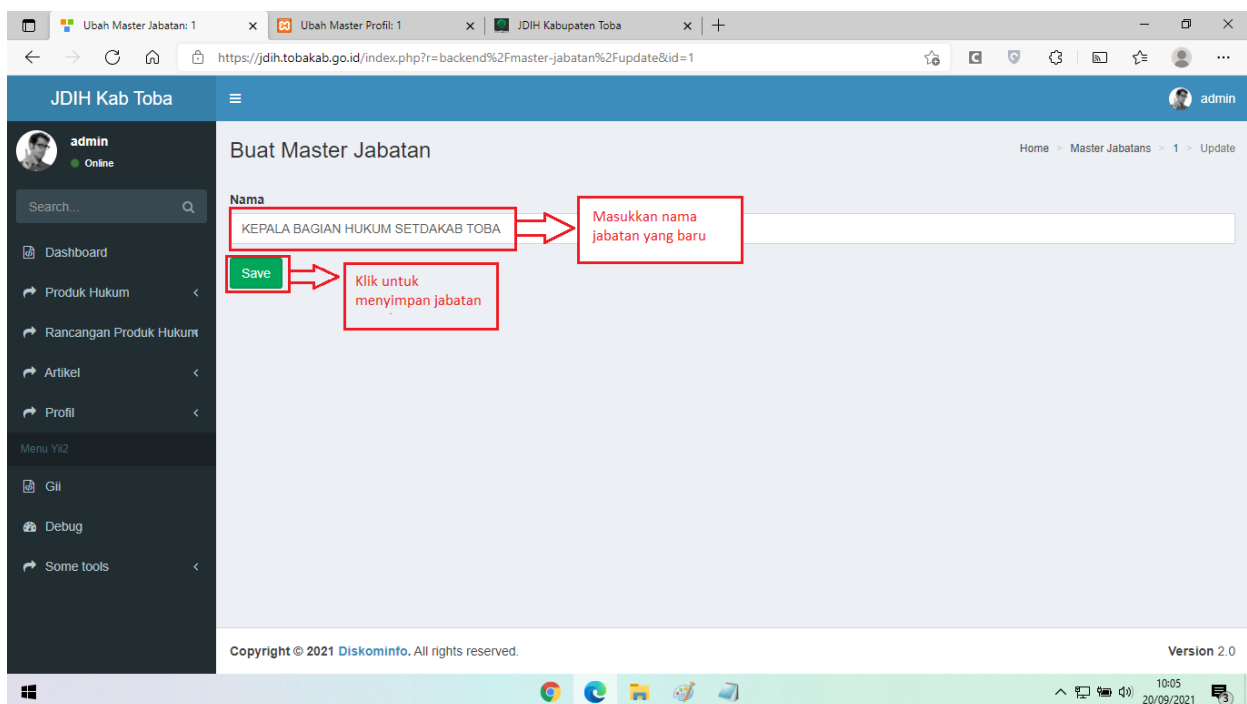 Ubah Master Jabatan: 1
Ubah Master Profil: 1
JDIH Kabupaten Toba
https://jdih.tobakab.go.id/index.php?r=backend%2Fmaster-jabatan%2Fupdate&id=1
JDIH Kab Toba
admin
admin
Online
Buat Master Jabatan
Home > Master Jabatans > 1 > Update
Search...
Nama
KEPALA BAGIAN HUKUM SETDAKAB TOBA
Masukkan nama
jabatan yang baru
Save
Klik untuk
menyimpan jabatan
Dashboard
Produk Hukum
Rancangan Produk Hukum
Artikel
Profil
Menu Yii2
Gii
Debug
Some tools
Copyright © 2021 Diskominfo. All rights reserved.
Version 2.0
10:05
20/09/2021
3